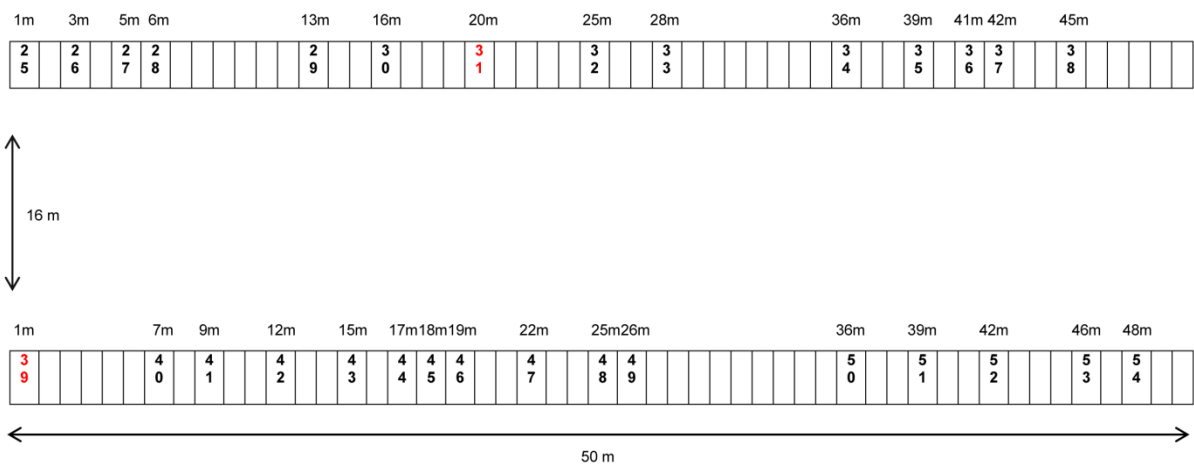 1m 3m 5m 6m 13m 16m 20m 25m 28m 36m 39m 41m 42m 45m
25 26 27 28 29 30 31 32 33 34 35 36 37 38
16 m
1m 7m 9m 12m 15m 17m 18m 19m 22m 25m 26m 36m 39m 42m 46m 48m
39 40 41 42 43 44 45 46 47 48 49 50 51 52 53 54
50 m